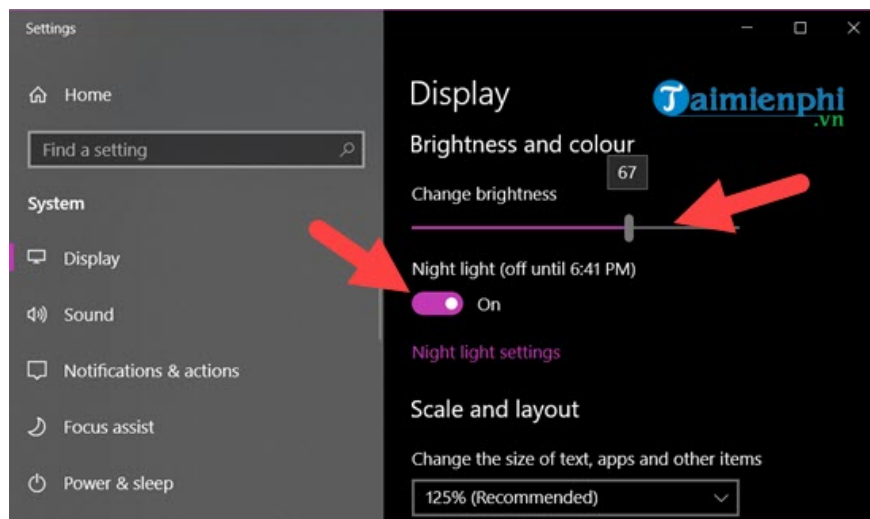 Settings
Home
Find a setting
System
Display
Sound
Notifications & actions
Focus assist
Power & sleep
Display
Taimienphi
.vn
Brightness and colour
67
Change brightness
Night light (off until 6:41 PM)
On
Night light settings
Scale and layout
Change the size of text, apps and other items
125% (Recommended)